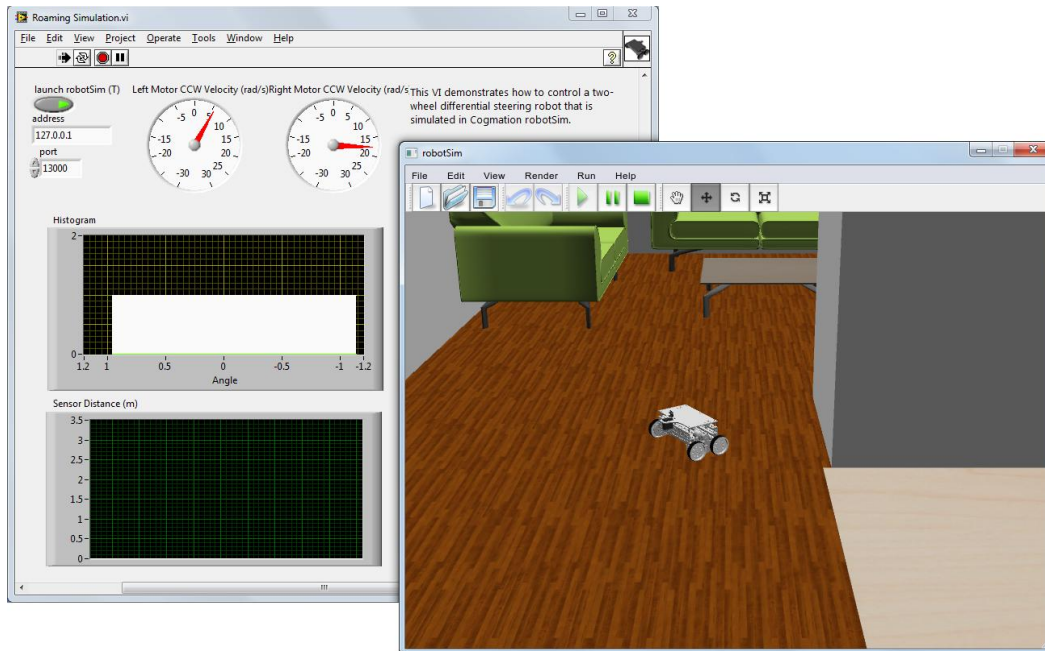 Roaming Simulation.vi
File Edit View Project Operate Tools Window Help
launch robotSim (T)
address
127.0.0.1
port
13000
Left Motor CCW Velocity (rad/s)
-5 0 5
10
-15 15
-20 20
25
-30 30
Right Motor CCW Velocity (rad/s
-5 0 5
10
-15 15
-20 20
25
-30 30
This VI demonstrates how to control a two-
wheel differential steering robot that is
simulated in Cogmation robotSim.
Histogram
2
0
1.2 1 0.5 0 -0.5 -1 -1.2
Angle
Sensor Distance (m)
3.5
3
2.5
2
1.5
1
0.5
0
robotSim
File Edit View Render Run Help